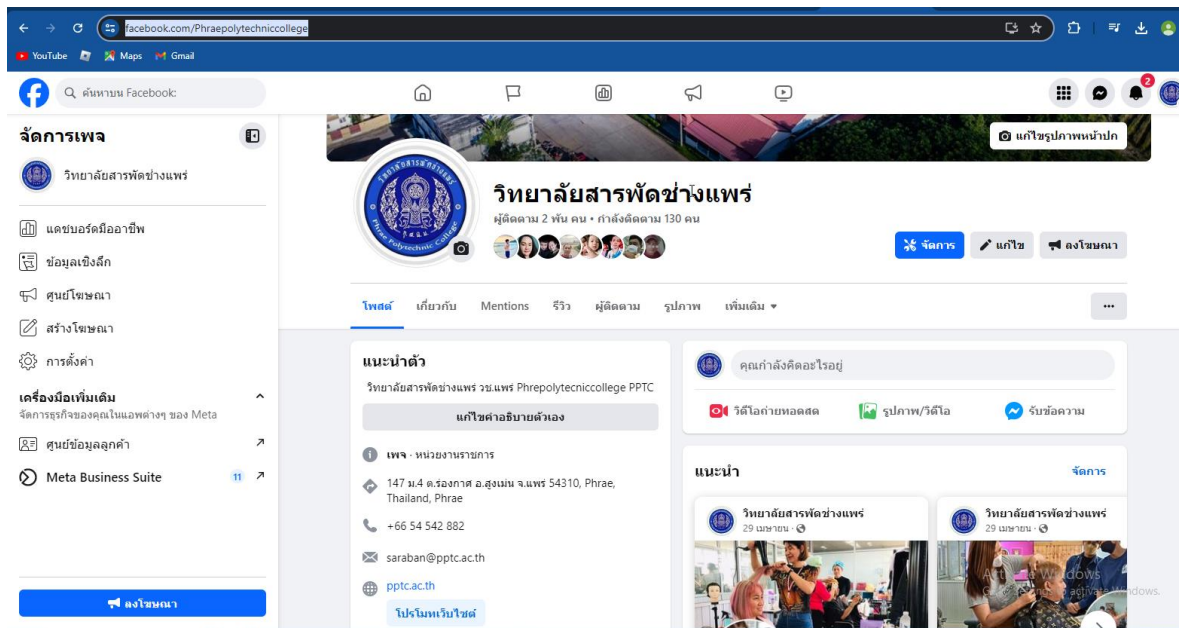 facebook.com/Phraepolytechniccollege
YouTube Maps Gmail
ค้นหาบน Facebook:
2
จัดการเพจ
วิทยาลัยสารพัดช่างแพร่
แดชบอร์ดมืออาชีพ
ข้อมูลเชิงลึก
ศูนย์โฆษณา
สร้างโฆษณา
การตั้งค่า
เครื่องมือเพิ่มเติม
จัดการธุรกิจของคุณในแอพต่างๆ ของ Meta
ศูนย์ข้อมูลลูกค้า
Meta Business Suite 11
ลงโฆษณา
แก้ไขรูปภาพหน้าปก
วิทยาลัยสารพัดช่างแพร่
Phrae Polytechnic College
วิทยาลัยสารพัดช่างแพร่
ผู้ติดตาม 2 พัน คน • กำลังติดตาม 130 คน
จัดการ แก้ไข ลงโฆษณา
โพสต์ เกี่ยวกับ Mentions รีวิว ผู้ติดตาม รูปภาพ เพิ่มเติม
แนะนำตัว
วิทยาลัยสารพัดช่างแพร่ วช.แพร่ Phrepolytecniccollege PPTC
แก้ไขคำอธิบายตัวเอง
เพจ · หน่วยงานราชการ
147 ม.4 ต.ร่องกาศ อ.สูงเม่น จ.แพร่ 54310, Phrae,
Thailand, Phrae
+66 54 542 882
saraban@pptc.ac.th
pptc.ac.th
โปรโมทเว็บไซต์
คุณกำลังคิดอะไรอยู่
วิดีโอถ่ายทอดสด รูปภาพ/วิดีโอ รับข้อความ
แนะนำ จัดการ
วิทยาลัยสารพัดช่างแพร่
29 เมษายน ·
วิทยาลัยสารพัดช่างแพร่
29 เมษายน ·
Activate Windows